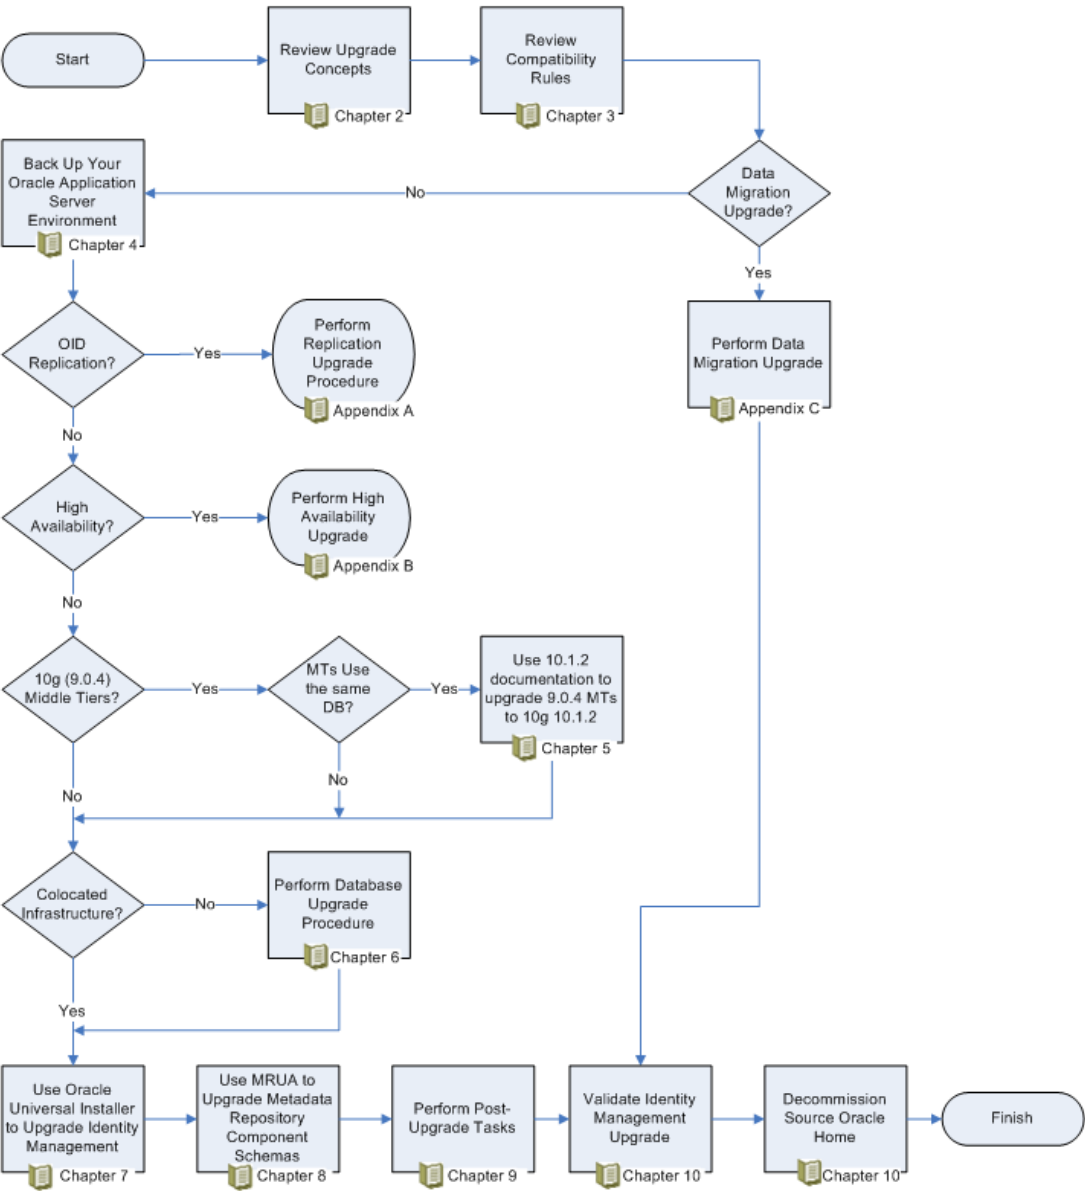 Start
Review Upgrade
Concepts
Chapter 2
Review
Compatibility
Rules
Chapter 3
Data
Migration
Upgrade?
No
Yes
Back Up Your
Oracle Application
Server
Environment
Chapter 4
OID
Replication?
Yes
Perform
Replication
Upgrade
Procedure
Appendix A
Perform Data
Migration Upgrade
Appendix C
No
High
Availability?
Yes
Perform High
Availability
Upgrade
Appendix B
No
10g (9.0.4)
Middle Tiers?
Yes
MTs Use
the same
DB?
Yes
Use 10.1.2
documentation to
upgrade 9.0.4 MTs
to 10g 10.1.2
Chapter 5
No
No
Colocated
Infrastructure?
No
Perform Database
Upgrade
Procedure
Chapter 6
Yes
Use Oracle
Universal Installer
to Upgrade Identity
Management
Chapter 7
Use MRUA to
Upgrade Metadata
Repository
Component
Schemas
Chapter 8
Perform Post-
Upgrade Tasks
Chapter 9
Validate Identity
Management
Upgrade
Chapter 10
Decommission
Source Oracle
Home
Chapter 10
Finish